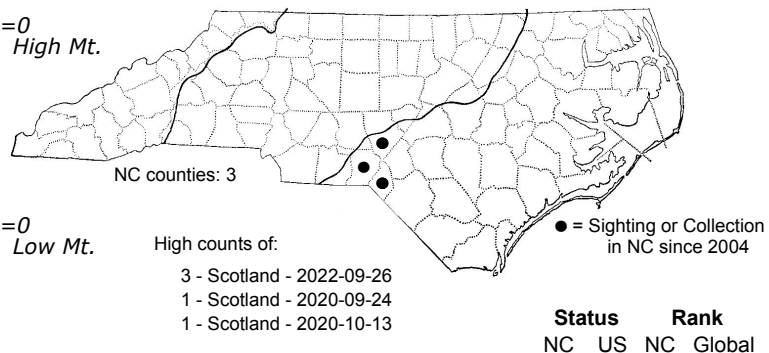 =0
High Mt.
NC counties: 3
=0
Low Mt.
High counts of:
3 - Scotland - 2022-09-26
1 - Scotland - 2020-09-24
1 - Scotland - 2020-10-13
● = Sighting or Collection
in NC since 2004
Status Rank
NC US NC Global